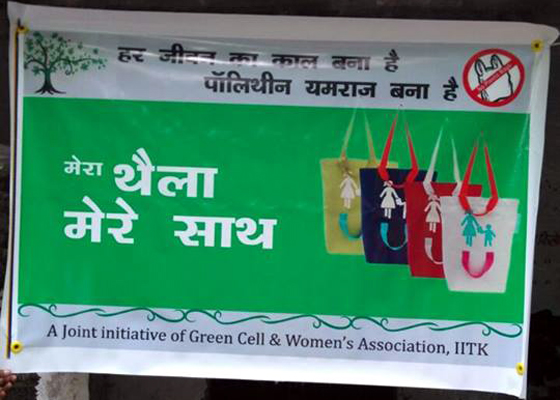 हर जीवन का काल बना है
पॉलिथीन यमराज बना है
मेरा थैला
मेरे साथ
A Joint initiative of Green Cell & Women's Association, IITK